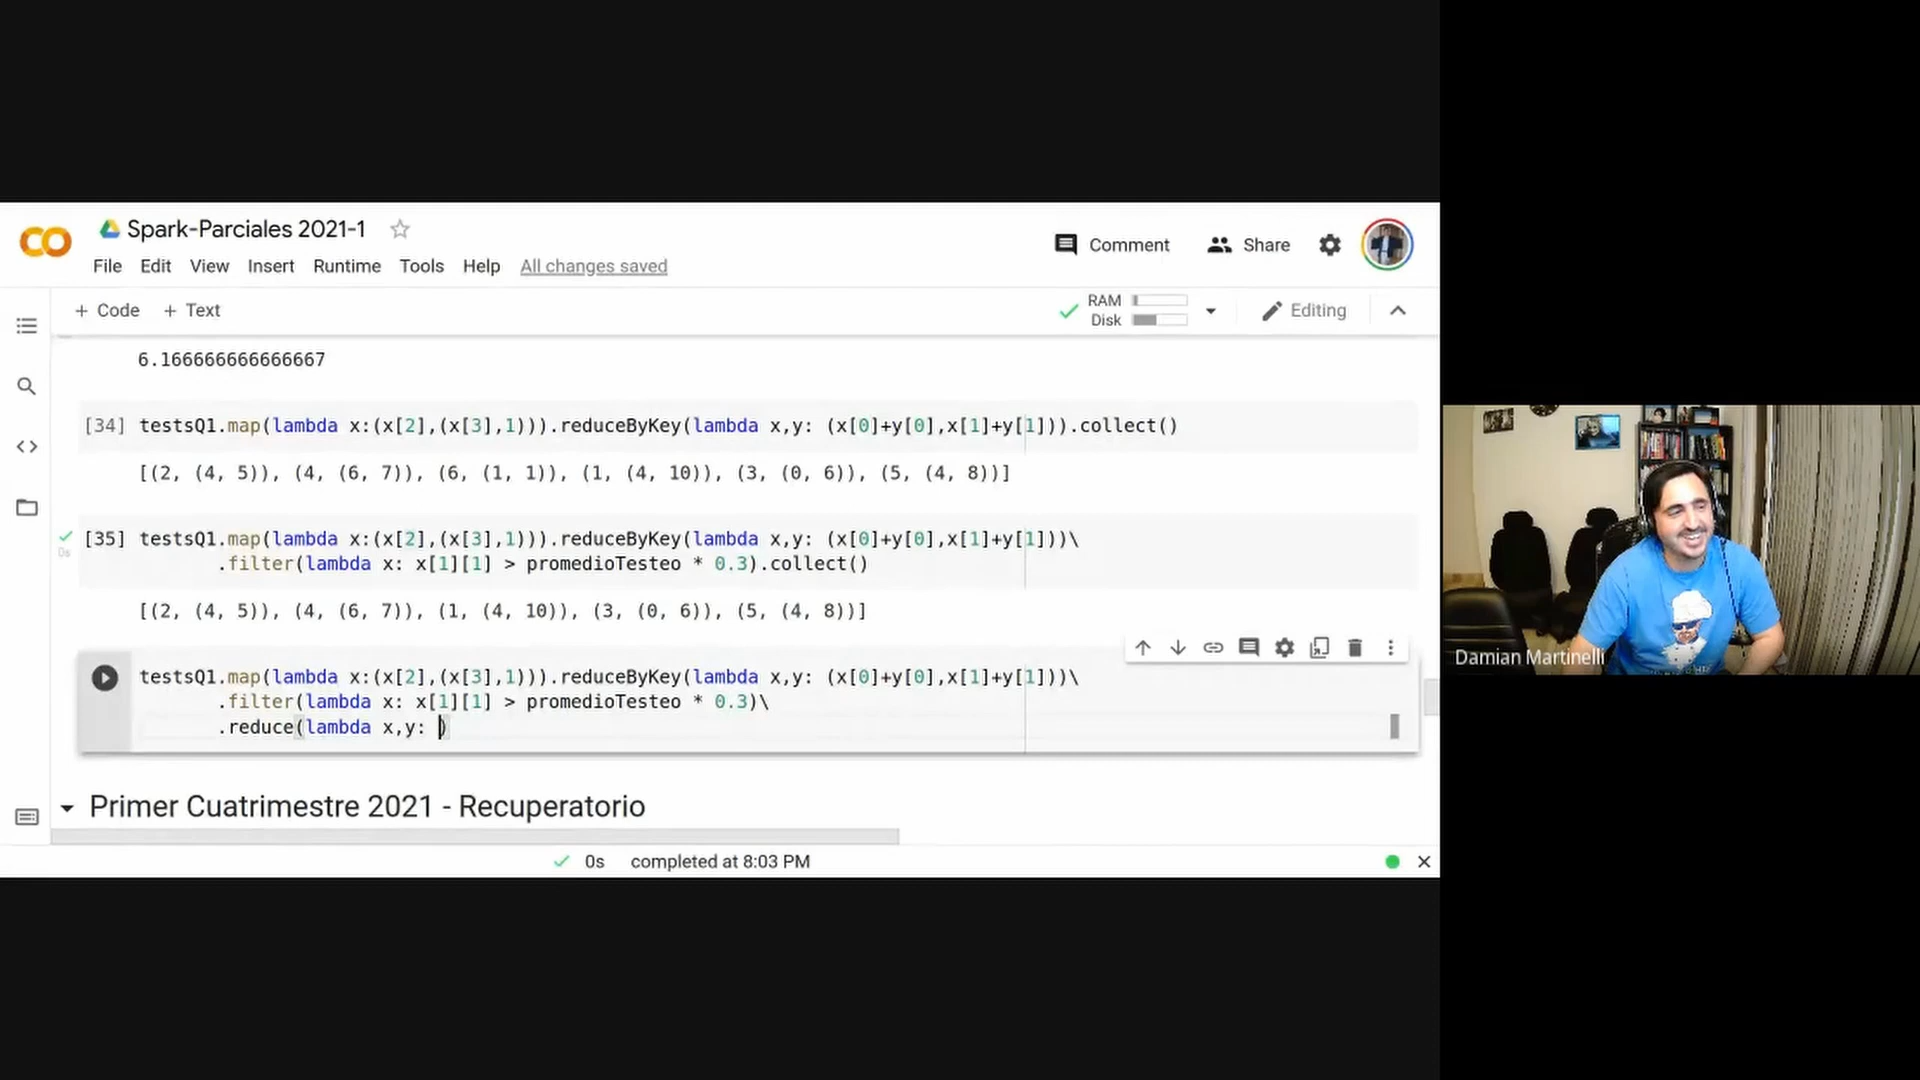 Spark-Parciales 2021-1
Comment
Share
File Edit View Insert Runtime Tools Help All changes saved
+ Code + Text
RAM
Disk
Editing
6.166666666666667
[34] testsQ1.map(lambda x:(x[2],(x[3],1))).reduceByKey(lambda x,y: (x[0]+y[0],x[1]+y[1])).collect()
[(2, (4, 5)), (4, (6, 7)), (6, (1, 1)), (1, (4, 10)), (3, (0, 6)), (5, (4, 8))]
[35] testsQ1.map(lambda x:(x[2],(x[3],1))).reduceByKey(lambda x,y: (x[0]+y[0],x[1]+y[1]))\
0s
.filter(lambda x: x[1][1] > promedioTesteo * 0.3).collect()
[(2, (4, 5)), (4, (6, 7)), (1, (4, 10)), (3, (0, 6)), (5, (4, 8))]
testsQ1.map(lambda x:(x[2],(x[3],1))).reduceByKey(lambda x,y: (x[0]+y[0],x[1]+y[1]))\
.filter(lambda x: x[1][1] > promedioTesteo * 0.3)\
.reduce(lambda x,y: )
Primer Cuatrimestre 2021 - Recuperatorio
0s completed at 8:03 PM
Damian Martinelli